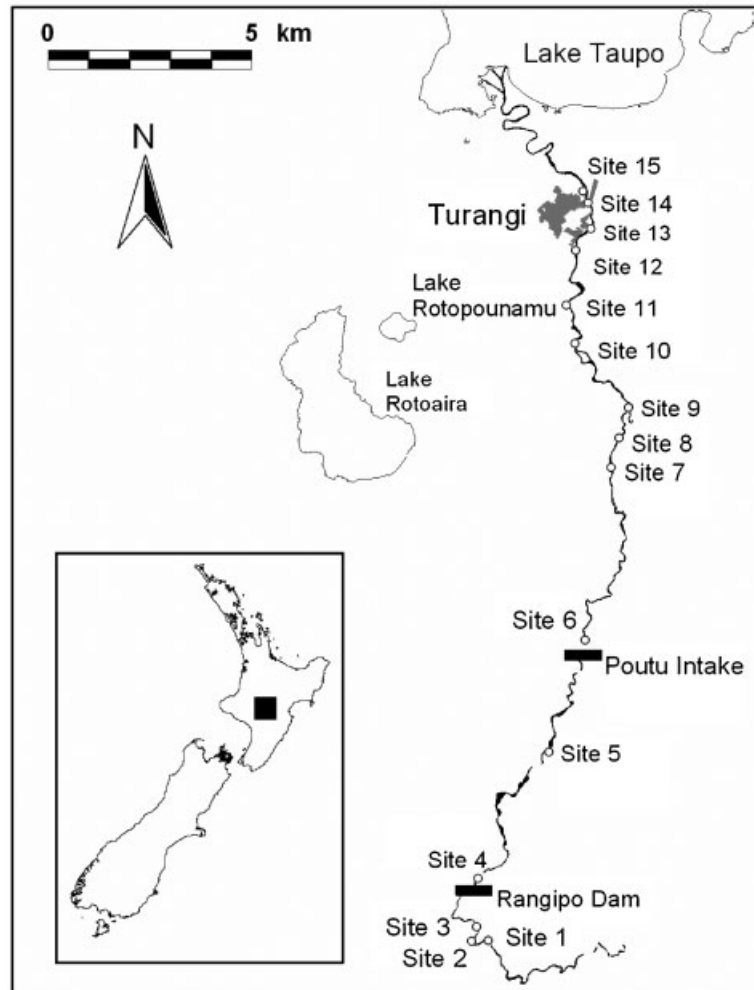 0 5 km
Lake Taupo
N
Site 15
Turangi
Site 14
Site 13
Site 12
Lake
Rotopounamu
Site 11
Site 10
Lake
Rotoaira
Site 9
Site 8
Site 7
Site 6
Poutu Intake
Site 5
Site 4
Rangipo Dam
Site 3
Site 1
Site 2